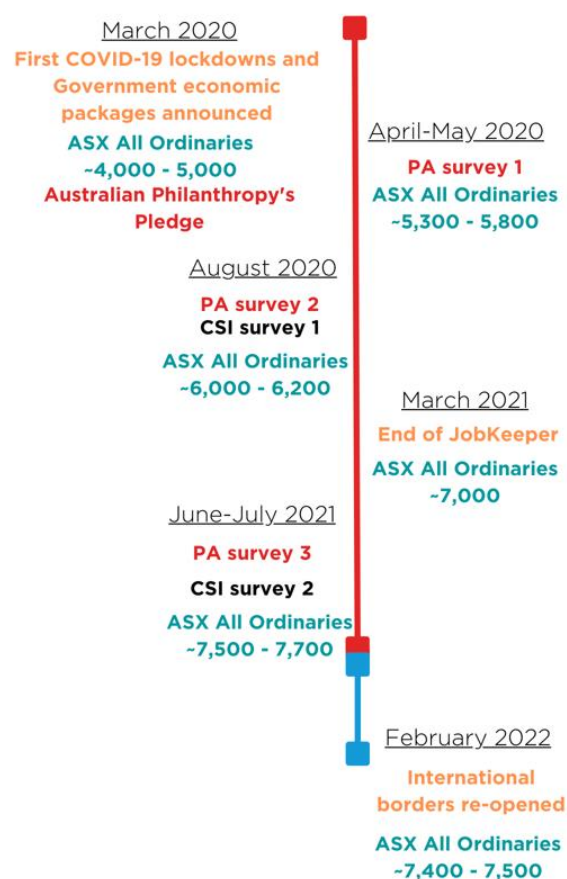 March 2020
First COVID-19 lockdowns and
Government economic
packages announced
ASX All Ordinaries
~4,000 - 5,000
Australian Philanthropy's
Pledge
April-May 2020
PA survey 1
ASX All Ordinaries
~5,300 - 5,800
August 2020
PA survey 2
CSI survey 1
ASX All Ordinaries
~6,000 - 6,200
March 2021
End of JobKeeper
ASX All Ordinaries
~7,000
June-July 2021
PA survey 3
CSI survey 2
ASX All Ordinaries
~7,500 - 7,700
February 2022
International
borders re-opened
ASX All Ordinaries
~7,400 - 7,500